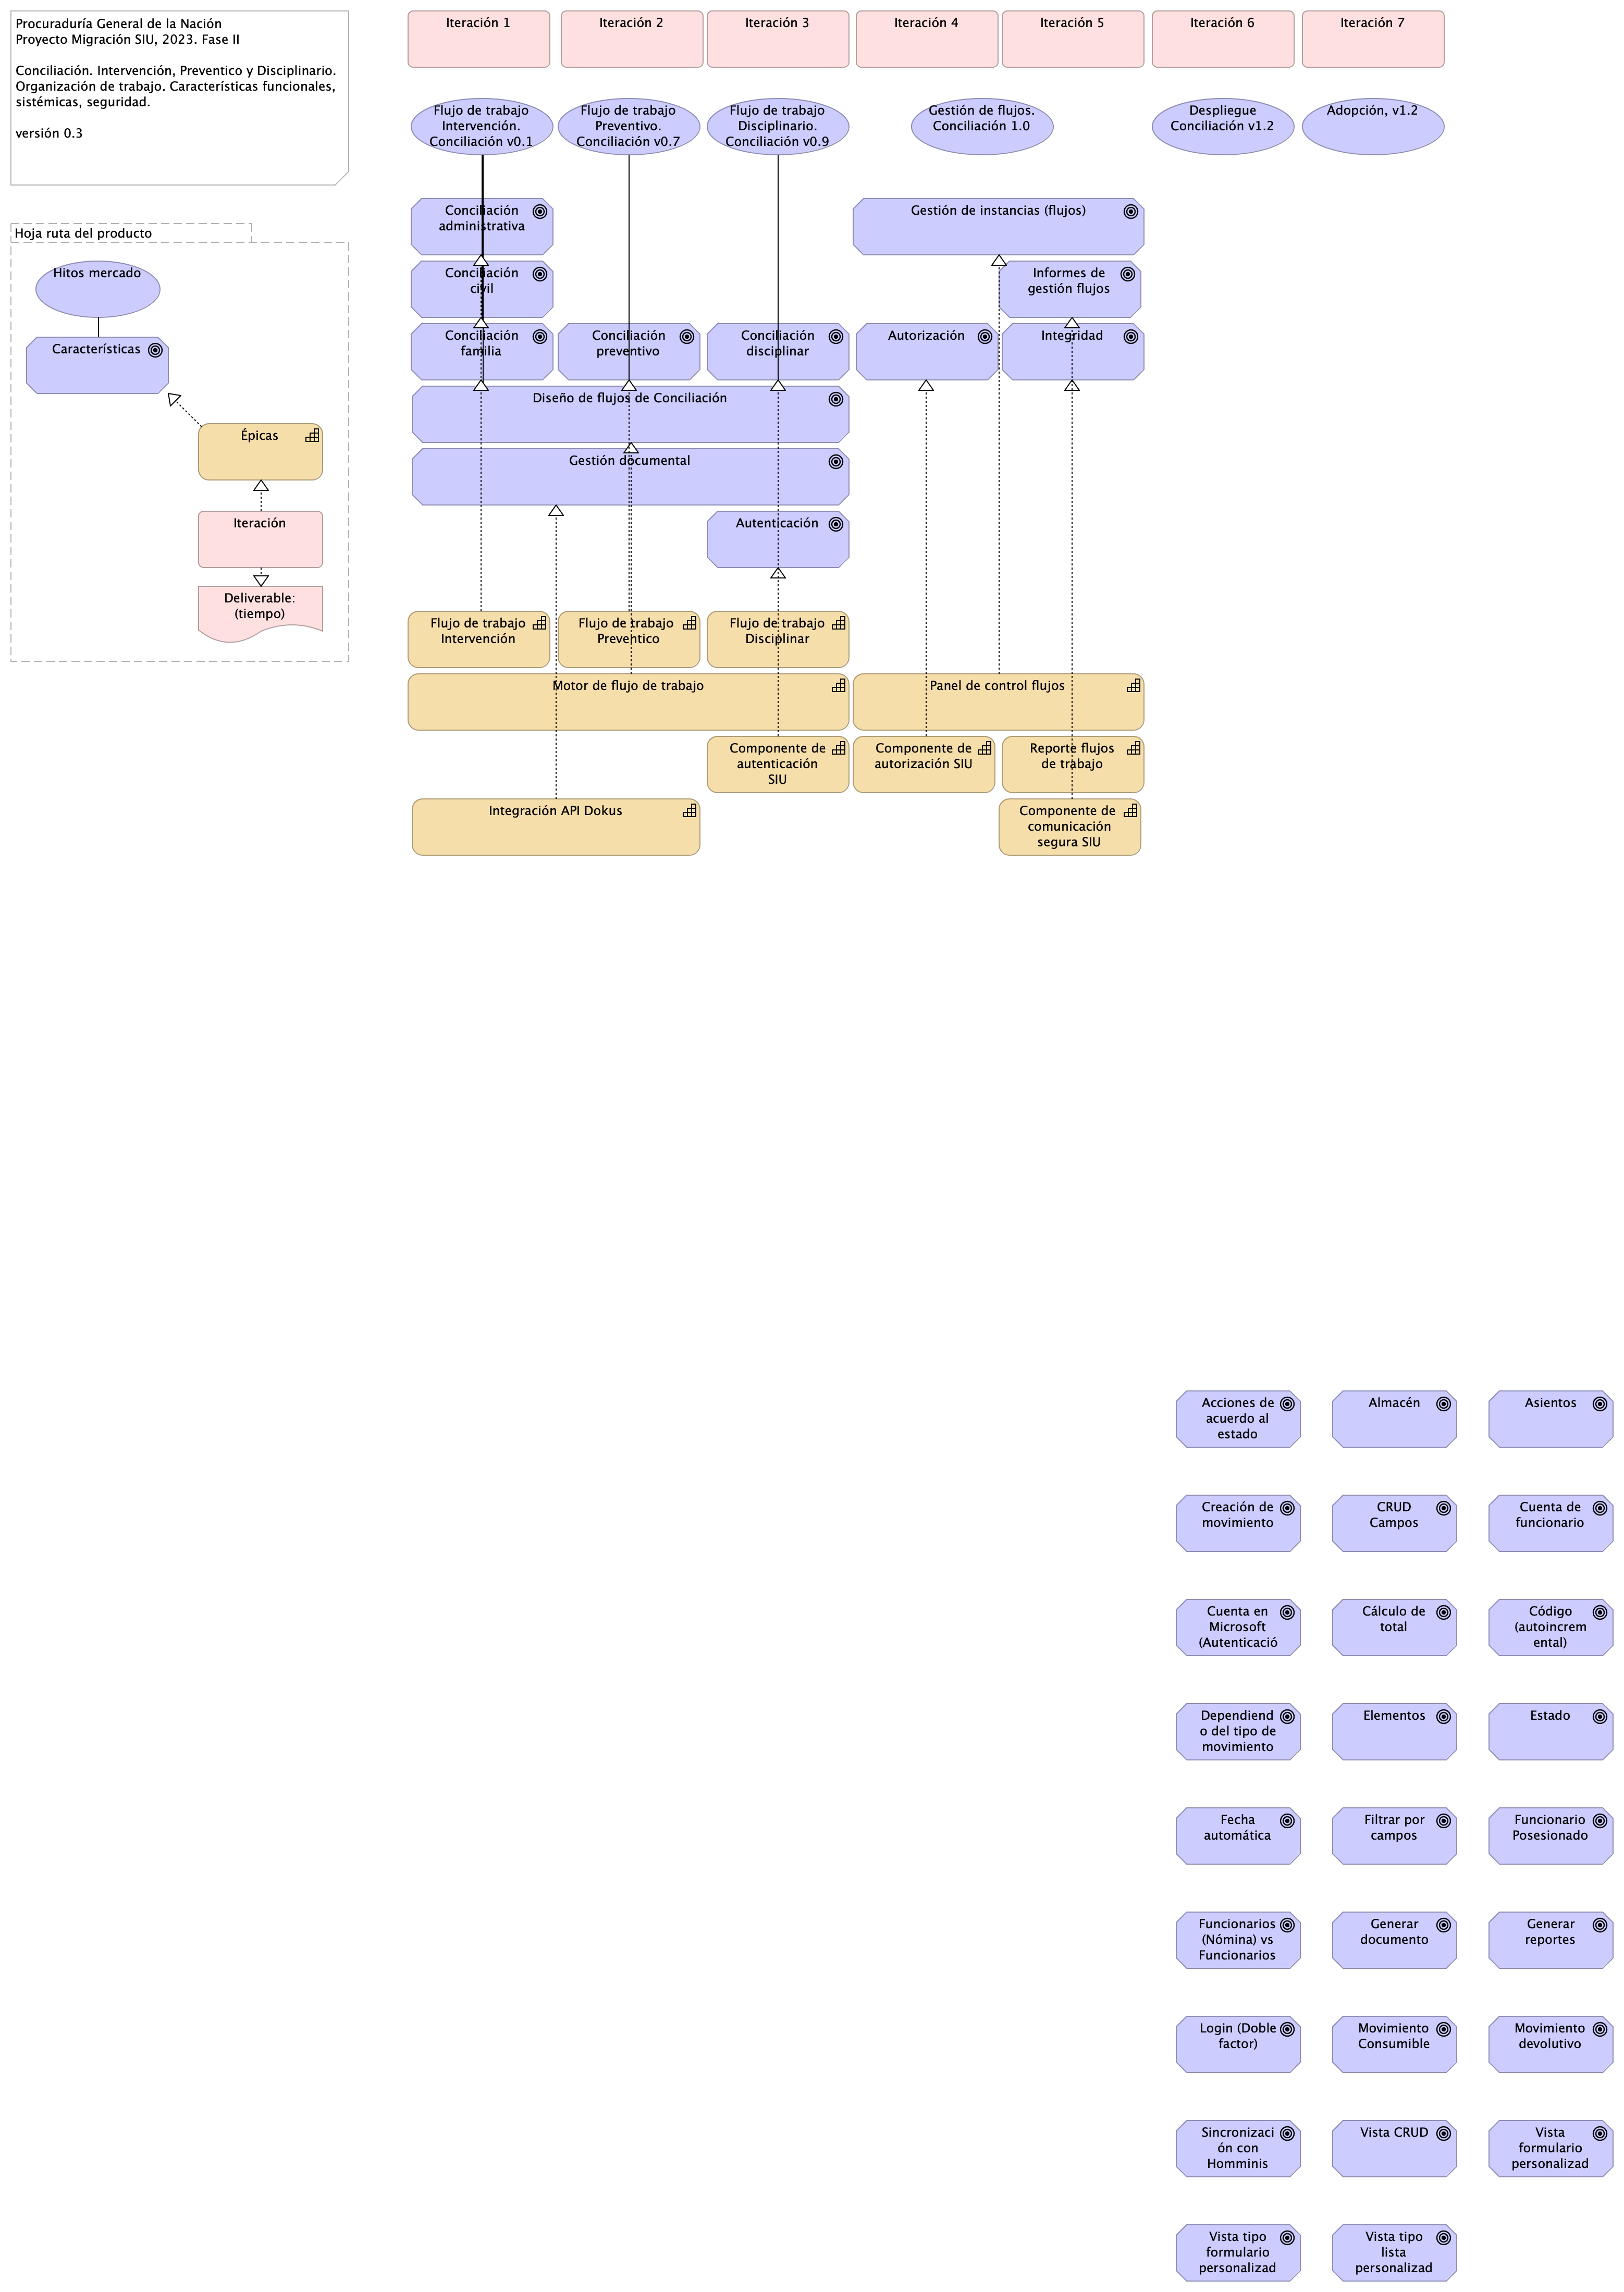 Procuraduría General de la Nación
Proyecto Migración SIU, 2023. Fase II
Conciliación. Intervención, Preventico y Disciplinario.
Organización de trabajo. Características funcionales,
sistémicas, seguridad.
versión 0.3
Hoja ruta del producto
Hitos mercado
Características
Épicas
Iteración
Deliverable:
(tiempo)
Iteración 1
Iteración 2
Iteración 3
Iteración 4
Iteración 5
Iteración 6
Iteración 7
Flujo de trabajo
Intervención.
Conciliación v0.1
Flujo de trabajo
Preventivo.
Conciliación v0.7
Flujo de trabajo
Disciplinario.
Conciliación v0.9
Gestión de flujos.
Conciliación 1.0
Despliegue
Conciliación v1.2
Adopción, v1.2
Conciliación
administrativa
Gestión de instancias (flujos)
Conciliación
civil
Informes de
gestión flujos
Conciliación
familia
Conciliación
preventivo
Conciliación
disciplinar
Autorización
Integridad
Diseño de flujos de Conciliación
Gestión documental
Autenticación
Flujo de trabajo
Intervención
Flujo de trabajo
Preventico
Flujo de trabajo
Disciplinar
Motor de flujo de trabajo
Panel de control flujos
Componente de
autenticación
SIU
Componente de
autorización SIU
Reporte flujos
de trabajo
Integración API Dokus
Componente de
comunicación
segura SIU
Acciones de
acuerdo al
estado
Almacén
Asientos
Creación de
movimiento
CRUD
Campos
Cuenta de
funcionario
Cuenta en
Microsoft
(Autenticació
Cálculo de
total
Código
(autoincrem
ental)
Dependiend
o del tipo de
movimiento
Elementos
Estado
Fecha
automática
Filtrar por
campos
Funcionario
Posesionado
Funcionarios
(Nómina) vs
Funcionarios
Generar
documento
Generar
reportes
Login (Doble
factor)
Movimiento
Consumible
Movimiento
devolutivo
Sincronizaci
ón con
Homminis
Vista CRUD
Vista
formulario
personalizad
Vista tipo
formulario
personalizad
Vista tipo
lista
personalizad